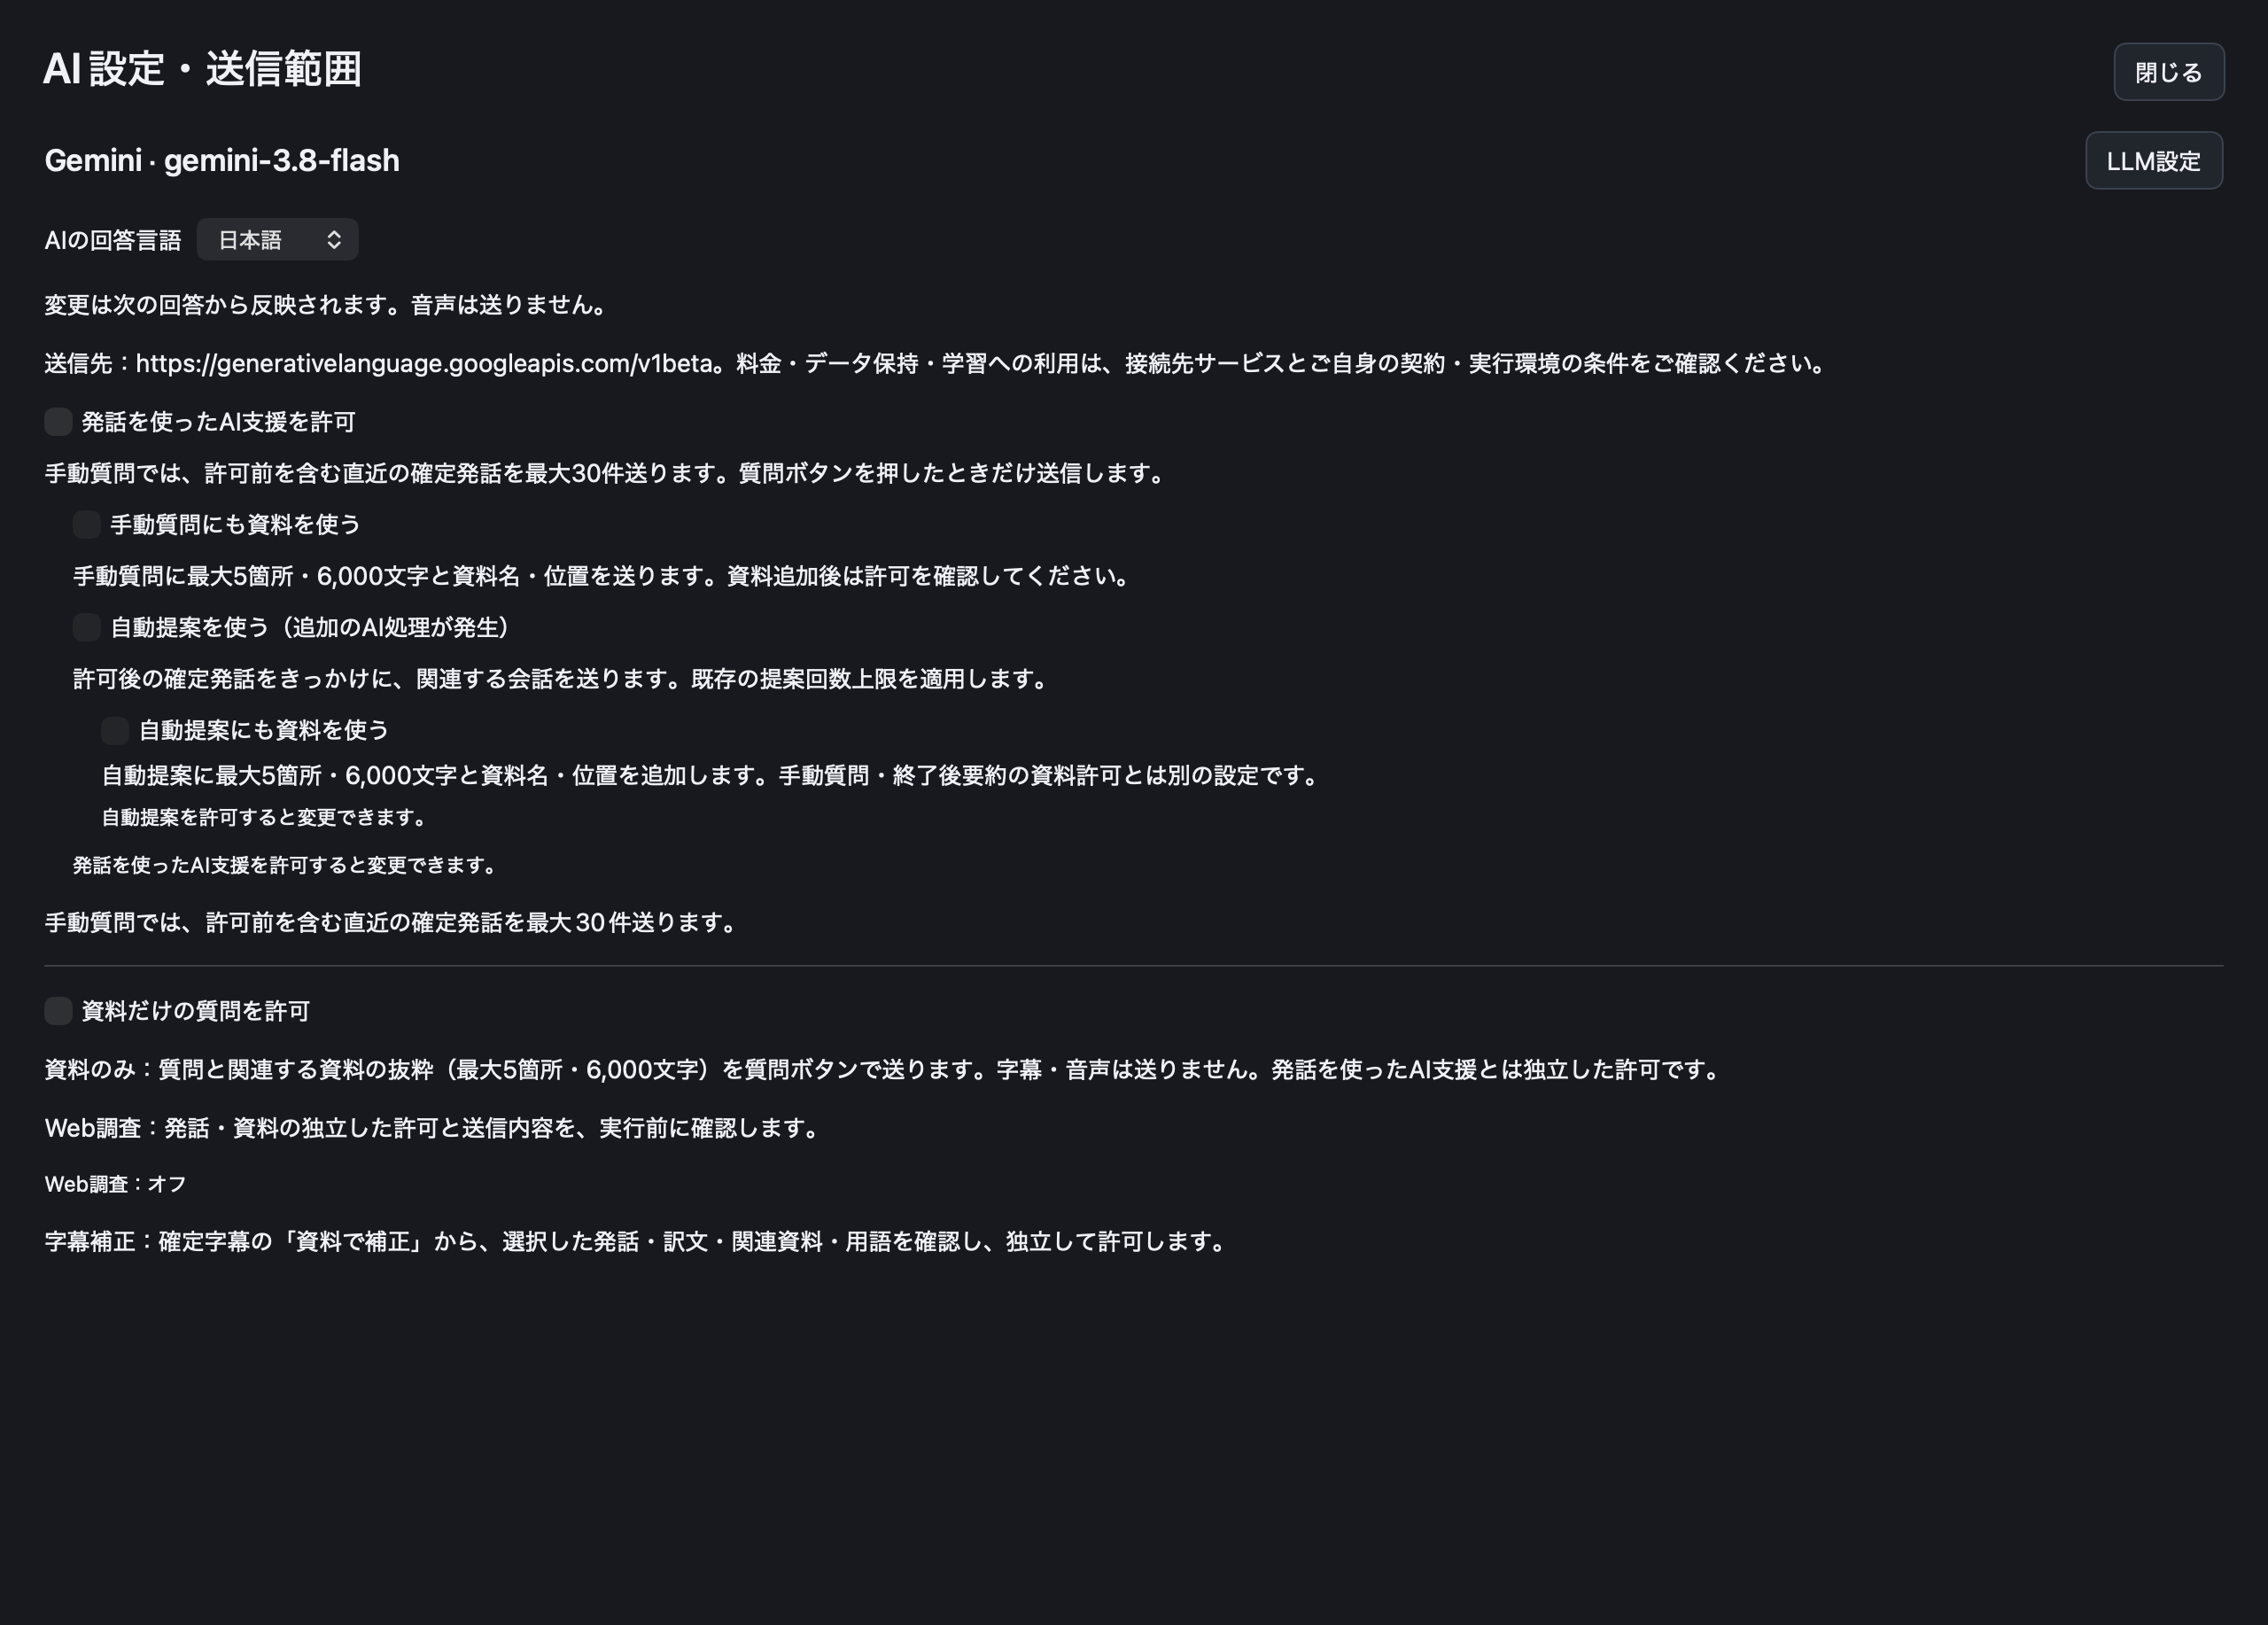 AI設定・送信範囲
閉じる
Gemini · gemini-3.8-flash
LLM設定
AIの回答言語 日本語
変更は次の回答から反映されます。音声は送りません。
送信先：https://generativelanguage.googleapis.com/v1beta。料金・データ保持・学習への利用は、接続先サービスとご自身の契約・実行環境の条件をご確認ください。
発話を使ったAI支援を許可
手動質問では、許可前を含む直近の確定発話を最大30件送ります。質問ボタンを押したときだけ送信します。
手動質問にも資料を使う
手動質問に最大5箇所・6,000文字と資料名・位置を送ります。資料追加後は許可を確認してください。
自動提案を使う（追加のAI処理が発生）
許可後の確定発話をきっかけに、関連する会話を送ります。既存の提案回数上限を適用します。
自動提案にも資料を使う
自動提案に最大5箇所・6,000文字と資料名・位置を追加します。手動質問・終了後要約の資料許可とは別の設定です。
自動提案を許可すると変更できます。
発話を使ったAI支援を許可すると変更できます。
手動質問では、許可前を含む直近の確定発話を最大30件送ります。
資料だけの質問を許可
資料のみ：質問と関連する資料の抜粋（最大5箇所・6,000文字）を質問ボタンで送ります。字幕・音声は送りません。発話を使ったAI支援とは独立した許可です。
Web調査：発話・資料の独立した許可と送信内容を、実行前に確認します。
Web調査：オフ
字幕補正：確定字幕の「資料で補正」から、選択した発話・訳文・関連資料・用語を確認し、独立して許可します。